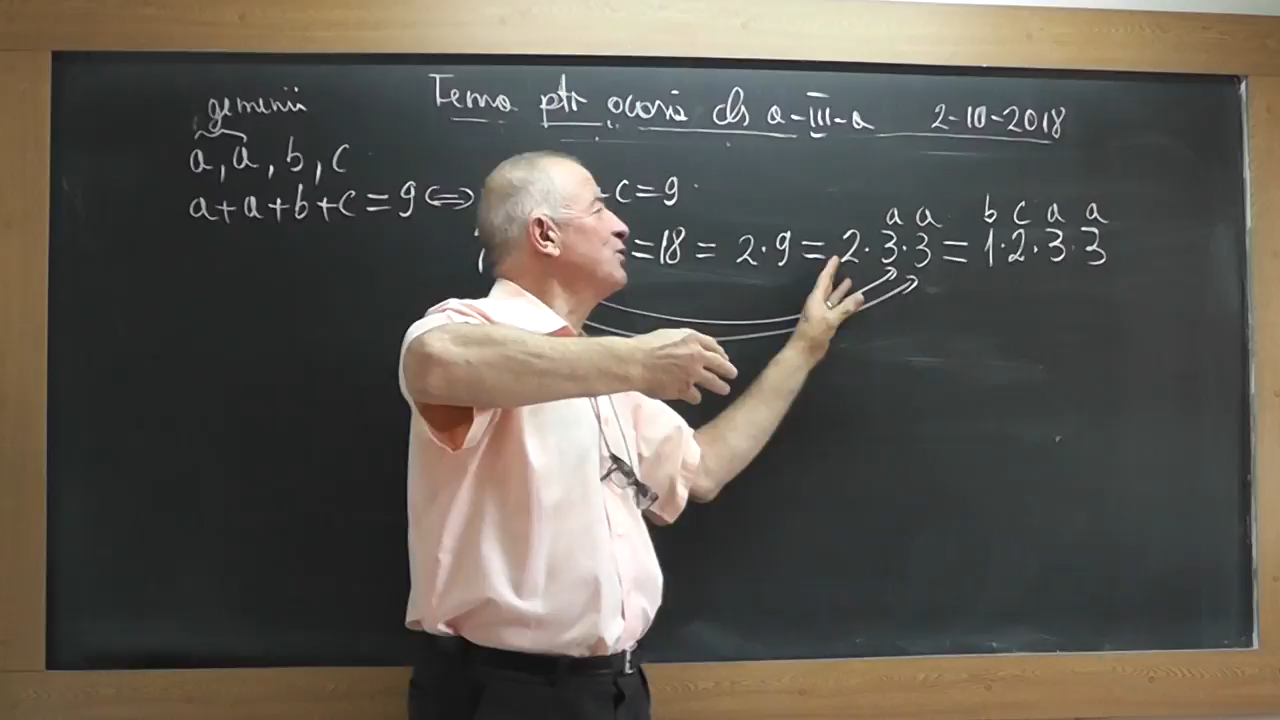 gemenii
Tema ptr acasă cls a-III-a 2-10-2018
a, a, b, c
a+a+b+c=9⇔ c=9
a a b c a a
=18= 2·9=2·3·3=1·2·3·3